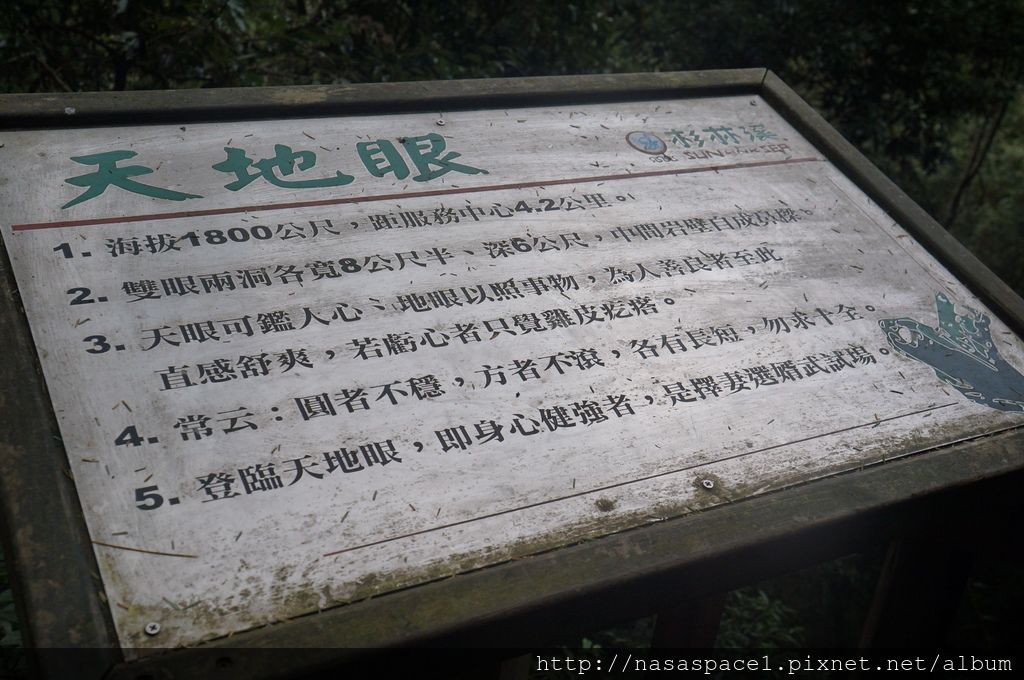 天地眼
杉林溪
SUN-LINK-SEA
1. 海拔1800公尺，距服務中心4.2公里。
2. 雙眼兩洞各寬8公尺半、深6公尺，中間岩壁自成鼻樑。
3. 天眼可鑑人心、地眼以照事物，為人善良者至此
直感舒爽，若虧心者只覺雞皮疙瘩。
4. 常云：圓者不穩，方者不滾，各有長短，勿求十全。
5. 登臨天地眼，即身心健強者，是擇妻選婚武試場。
http://nasaspace1.pixnet.net/album